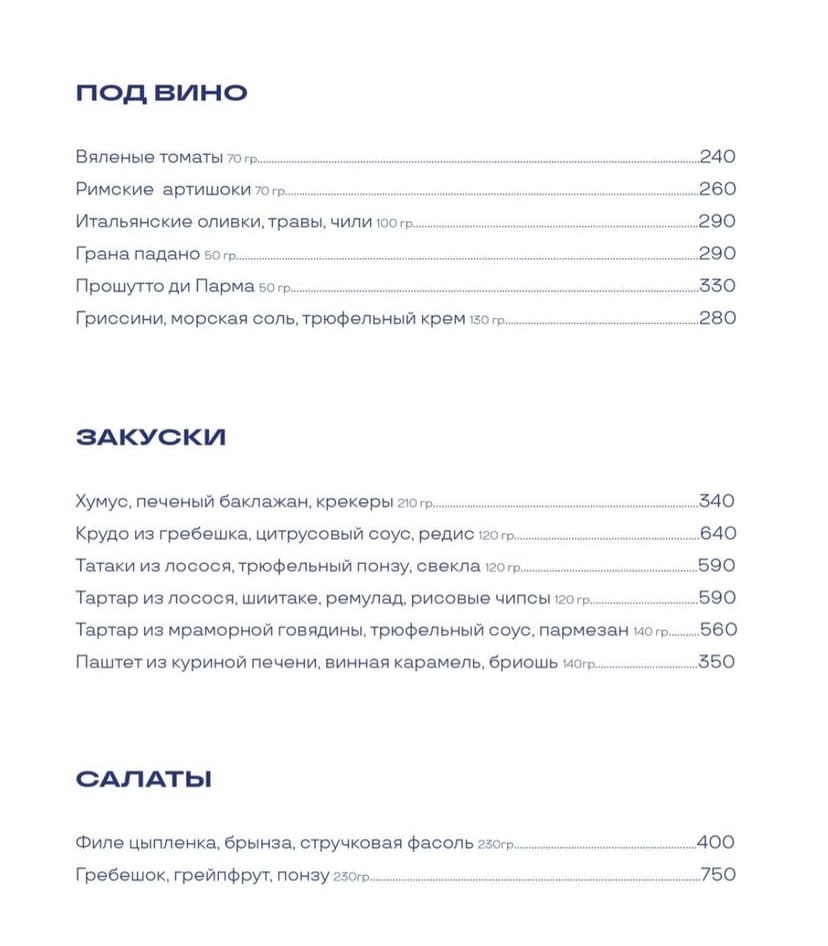 ПОД ВИНО
Вяленые томаты 70 гр.......240
Римские артишоки 70 гр.......260
Итальянские оливки, травы, чили 100 гр.......290
Грана падано 50 гр.......290
Прошутто ди Парма 50 гр.......330
Гриссини, морская соль, трюфельный крем 130 гр.......280
ЗАКУСКИ
Хумус, печеный баклажан, крекеры 210 гр.......340
Крудо из гребешка, цитрусовый соус, редис 120 гр.......640
Татаки из лосося, трюфельный понзу, свекла 120 гр.......590
Тартар из лосося, шиитаке, ремулад, рисовые чипсы 120 гр.......590
Тартар из мраморной говядины, трюфельный соус, пармезан 140 гр.......560
Паштет из куриной печени, винная карамель, бриошь 140гр.......350
САЛАТЫ
Филе цыпленка, брынза, стручковая фасоль 230гр.......400
Гребешок, грейпфрут, понзу 230гр.......750